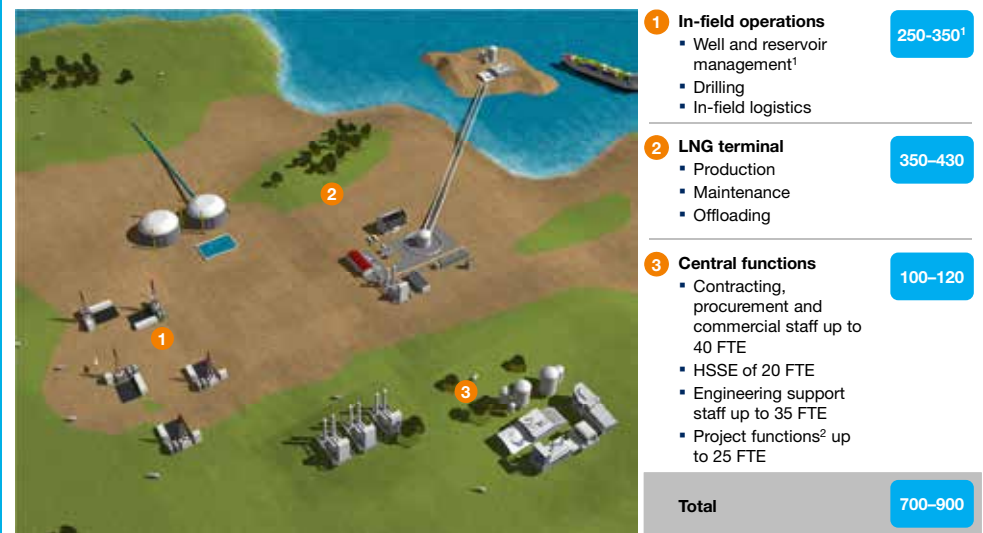 1 In-field operations 250-350¹
▪ Well and reservoir
management¹
▪ Drilling
▪ In-field logistics
2 LNG terminal 350–430
▪ Production
▪ Maintenance
▪ Offloading
3 Central functions 100–120
▪ Contracting,
procurement and
commercial staff up to
40 FTE
▪ HSSE of 20 FTE
▪ Engineering support
staff up to 35 FTE
▪ Project functions² up
to 25 FTE
Total 700–900
2
1
3